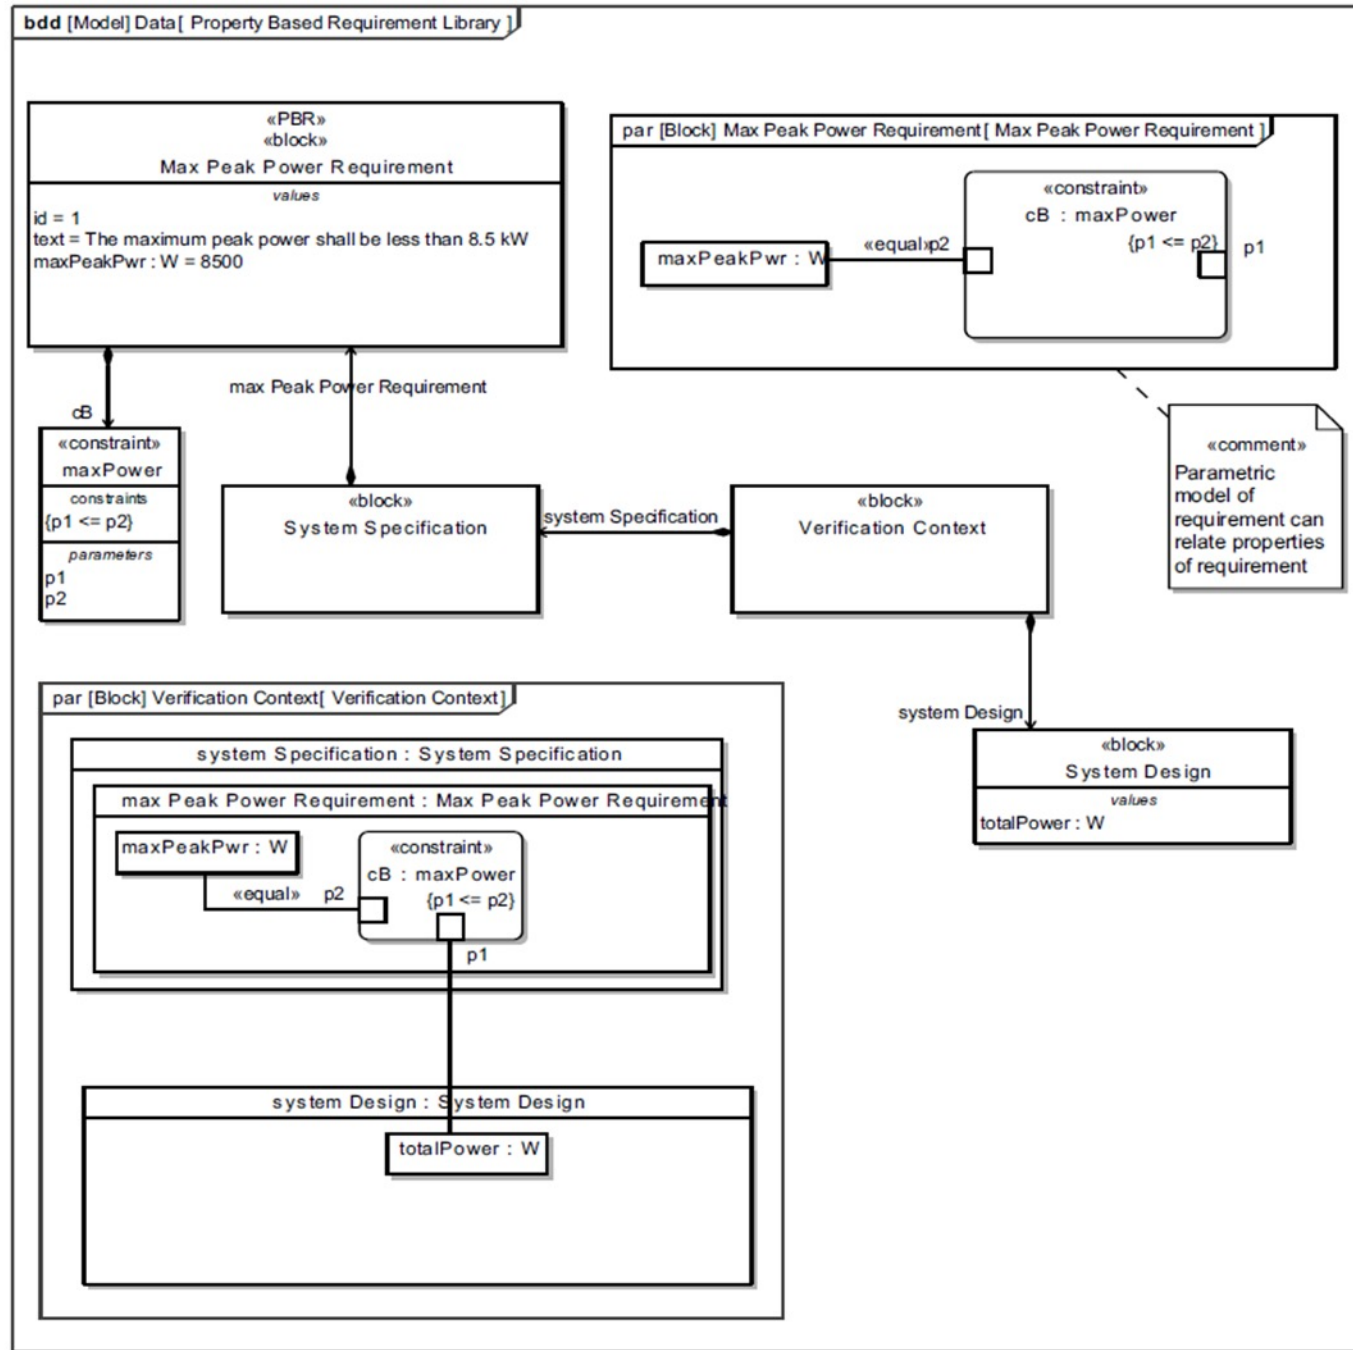 bdd [Model] Data[ Property Based Requirement Library ]
«PBR»
«block»
Max Peak Power Requirement
values
id = 1
text = The maximum peak power shall be less than 8.5 kW
maxPeakPwr : W = 8500
par [Block] Max Peak Power Requirement[ Max Peak Power Requirement ]
«constraint»
cB : maxPower
{p1 <= p2}
p1
«equal»
p2
maxPeakPwr : W
max Peak Power Requirement
cB
«constraint»
maxPower
constraints
{p1 <= p2}
parameters
p1
p2
«block»
System Specification
system Specification
«block»
Verification Context
«comment»
Parametric
model of
requirement can
relate properties
of requirement
system Design
«block»
System Design
values
totalPower : W
par [Block] Verification Context[ Verification Context]
system Specification : System Specification
max Peak Power Requirement : Max Peak Power Requirement
maxPeakPwr : W
«equal»
p2
«constraint»
cB : maxPower
{p1 <= p2}
p1
system Design : System Design
totalPower : W